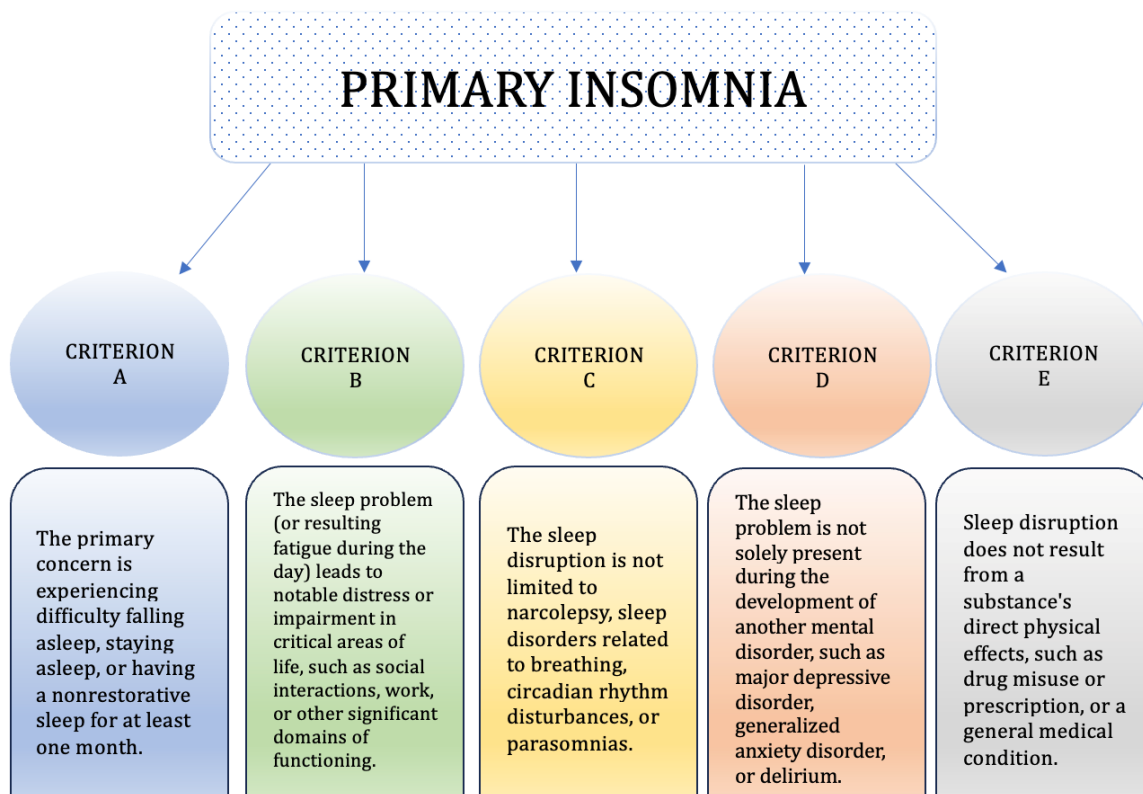 PRIMARY INSOMNIA
CRITERION
A
CRITERION
B
CRITERION
C
CRITERION
D
CRITERION
E
The primary
concern is
experiencing
difficulty falling
asleep, staying
asleep, or having
a nonrestorative
sleep for at least
one month.
The sleep problem
(or resulting
fatigue during the
day) leads to
notable distress or
impairment in
critical areas of
life, such as social
interactions, work,
or other significant
domains of
functioning.
The sleep
disruption is not
limited to
narcolepsy, sleep
disorders related
to breathing,
circadian rhythm
disturbances, or
parasomnias.
The sleep
problem is not
solely present
during the
development of
another mental
disorder, such as
major depressive
disorder,
generalized
anxiety disorder,
or delirium.
Sleep disruption
does not result
from a
substance's
direct physical
effects, such as
drug misuse or
prescription, or a
general medical
condition.